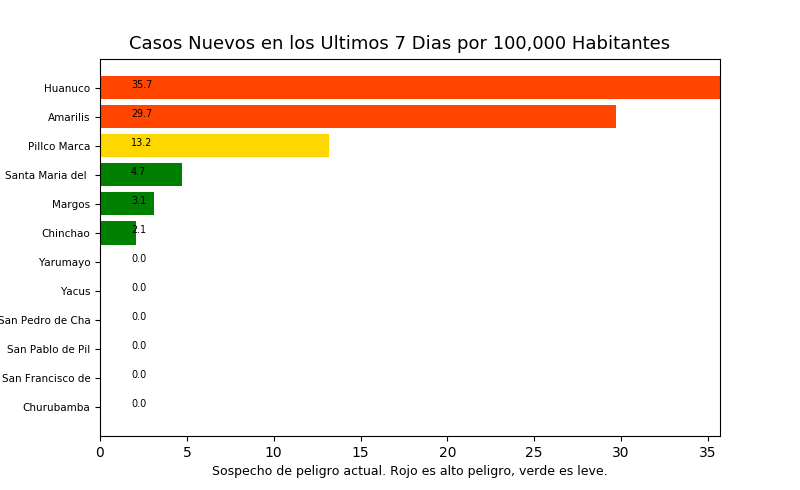 Casos Nuevos en los Ultimos 7 Dias por 100,000 Habitantes
Huanuco 35.7
Amarilis 29.7
Pillco Marca 13.2
Santa Maria del 4.7
Margos 3.1
Chinchao 2.1
Yarumayo 0.0
Yacus 0.0
San Pedro de Cha 0.0
San Pablo de Pil 0.0
San Francisco de 0.0
Churubamba 0.0
0 5 10 15 20 25 30 35
Sospecho de peligro actual. Rojo es alto peligro, verde es leve.